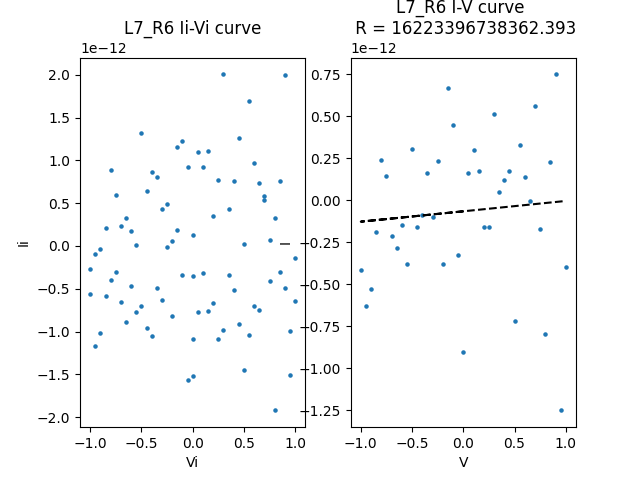 L7_R6 Ii-Vi curve
1e−12
2.0
1.5
1.0
0.5
0.0
−0.5
−1.0
−1.5
−2.0
Ii
−1.0 −0.5 0.0 0.5 1.0
Vi
L7_R6 I-V curve
R = 16223396738362.393
1e−12
0.75
0.50
0.25
0.00
−0.25
−0.50
−0.75
−1.00
−1.25
I
−1.0 −0.5 0.0 0.5 1.0
V